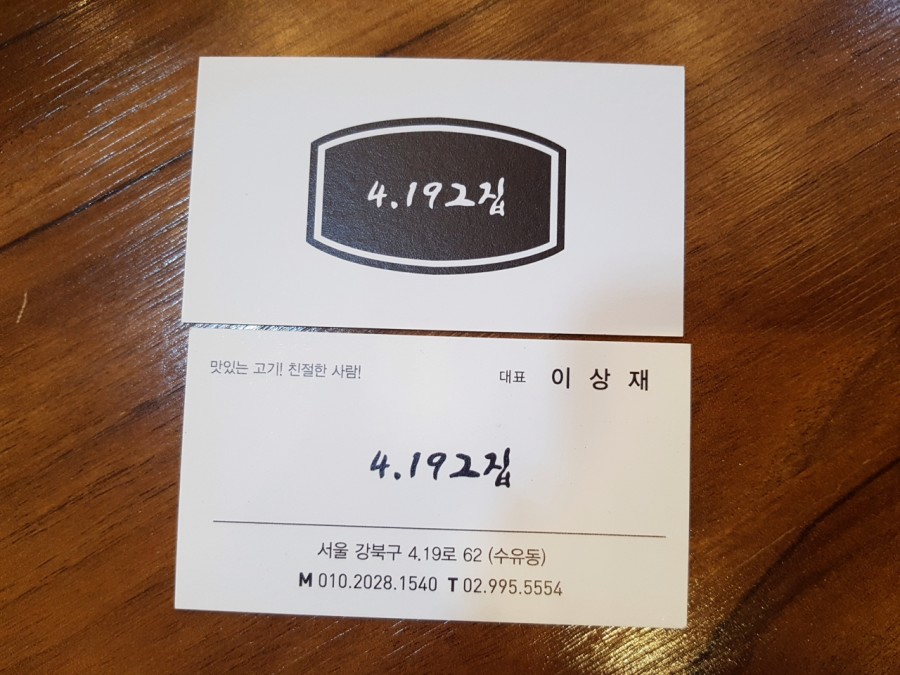 4.19그집
맛있는 고기! 친절한 사람!
대표 이 상 재
4.19그집
서울 강북구 4.19로 62 (수유동)
M 010.2028.1540 T 02.995.5554